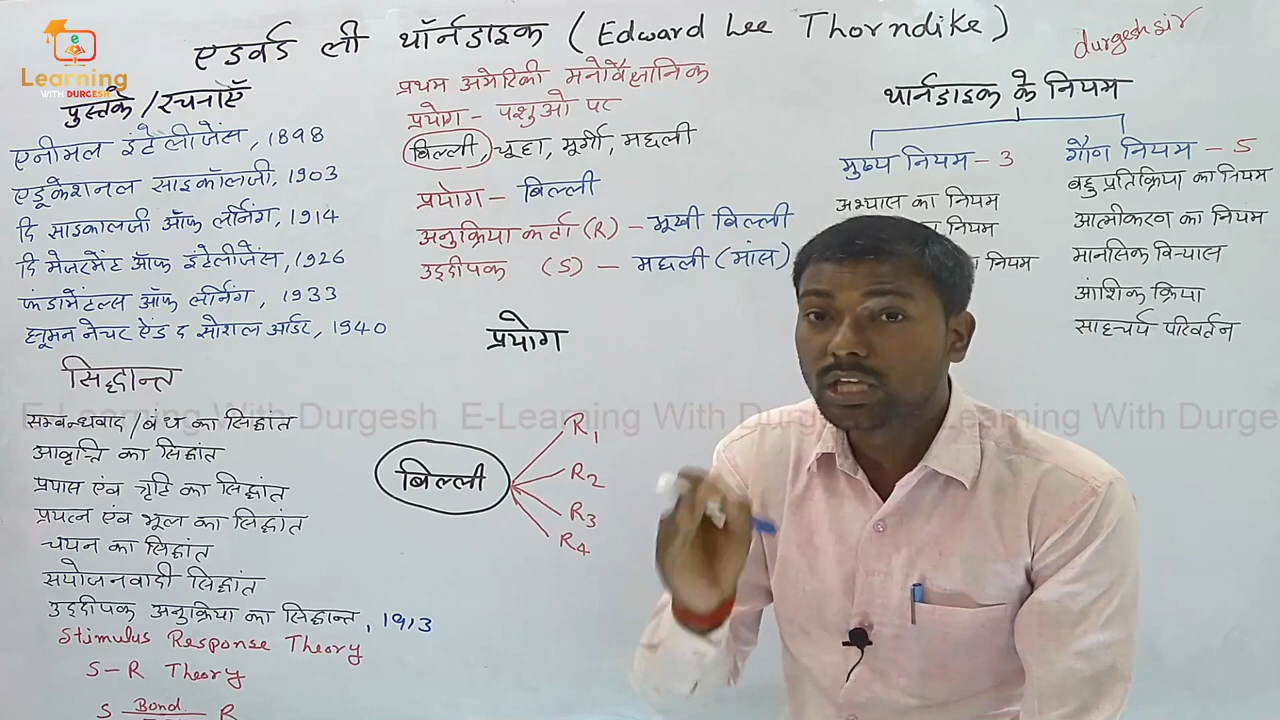 एडवर्ड ली थॉर्नडाइक (Edward Lee Thorndike)
durgesh sir
e
Learning
WITH DURGESH
पुस्तकें/रचनाएँ
एनीमल इंटेलीजेंस, 1898
एडूकेशनल साइकॉलजी, 1903
दि साइकालजी ऑफ लर्निंग, 1914
दि मेजरमेंट ऑफ इंटेलीजेंस, 1926
फंडामेंटल्स ऑफ लर्निंग, 1933
ह्यूमन नेचर ऐंड द सोशल आर्डर, 1940
सिद्धान्त
सम्बन्धवाद/बंध का सिद्धांत
आवृत्ति का सिद्धांत
प्रयास एंव त्रुटि का सिद्धांत
प्रयत्न एंव भूल का सिद्धांत
चयन का सिद्धांत
संयोजनवादी सिद्धांत
उद्दीपक अनुक्रिया का सिद्धान्त, 1913
Stimulus Response Theory
S-R Theory
S Bond R
प्रथम अमेरिकी मनोवैज्ञानिक
प्रयोग - पशुओ पर
बिल्ली, चूहा, मुर्गी, मछली
प्रयोग - बिल्ली
अनुक्रिया कर्ता (R) - भूखी बिल्ली
उद्दीपक (S) - मछली (मांस)
प्रयोग
बिल्ली
R1
R2
R3
R4
थार्नडाइक के नियम
मुख्य नियम - 3
अभ्यास का नियम
नियम
नियम
गौण नियम - 5
बहु प्रतिक्रिया का नियम
आत्मीकरण का नियम
मानसिक विन्यास
आंशिक क्रिया
साहचर्य परिवर्तन
E-Learning With Durgesh E-Learning With Durgesh E-Learning With Durgesh